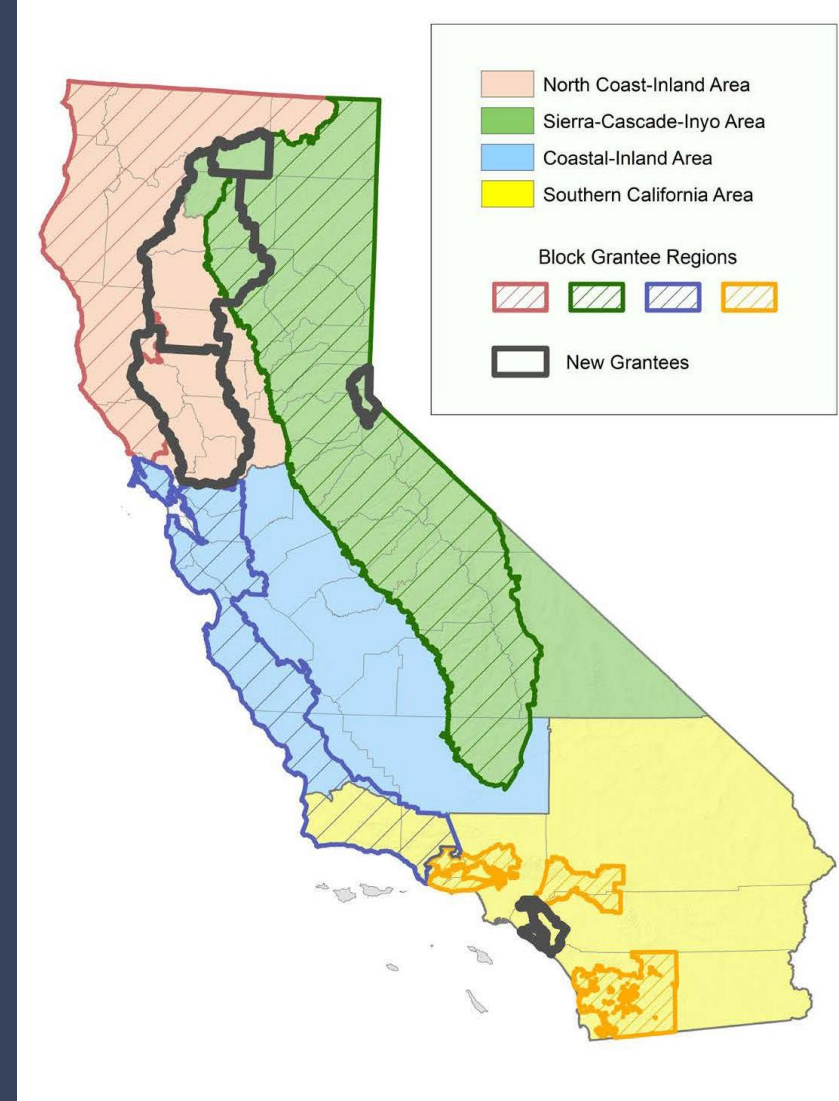 North Coast-Inland Area
Sierra-Cascade-Inyo Area
Coastal-Inland Area
Southern California Area
Block Grantee Regions
New Grantees